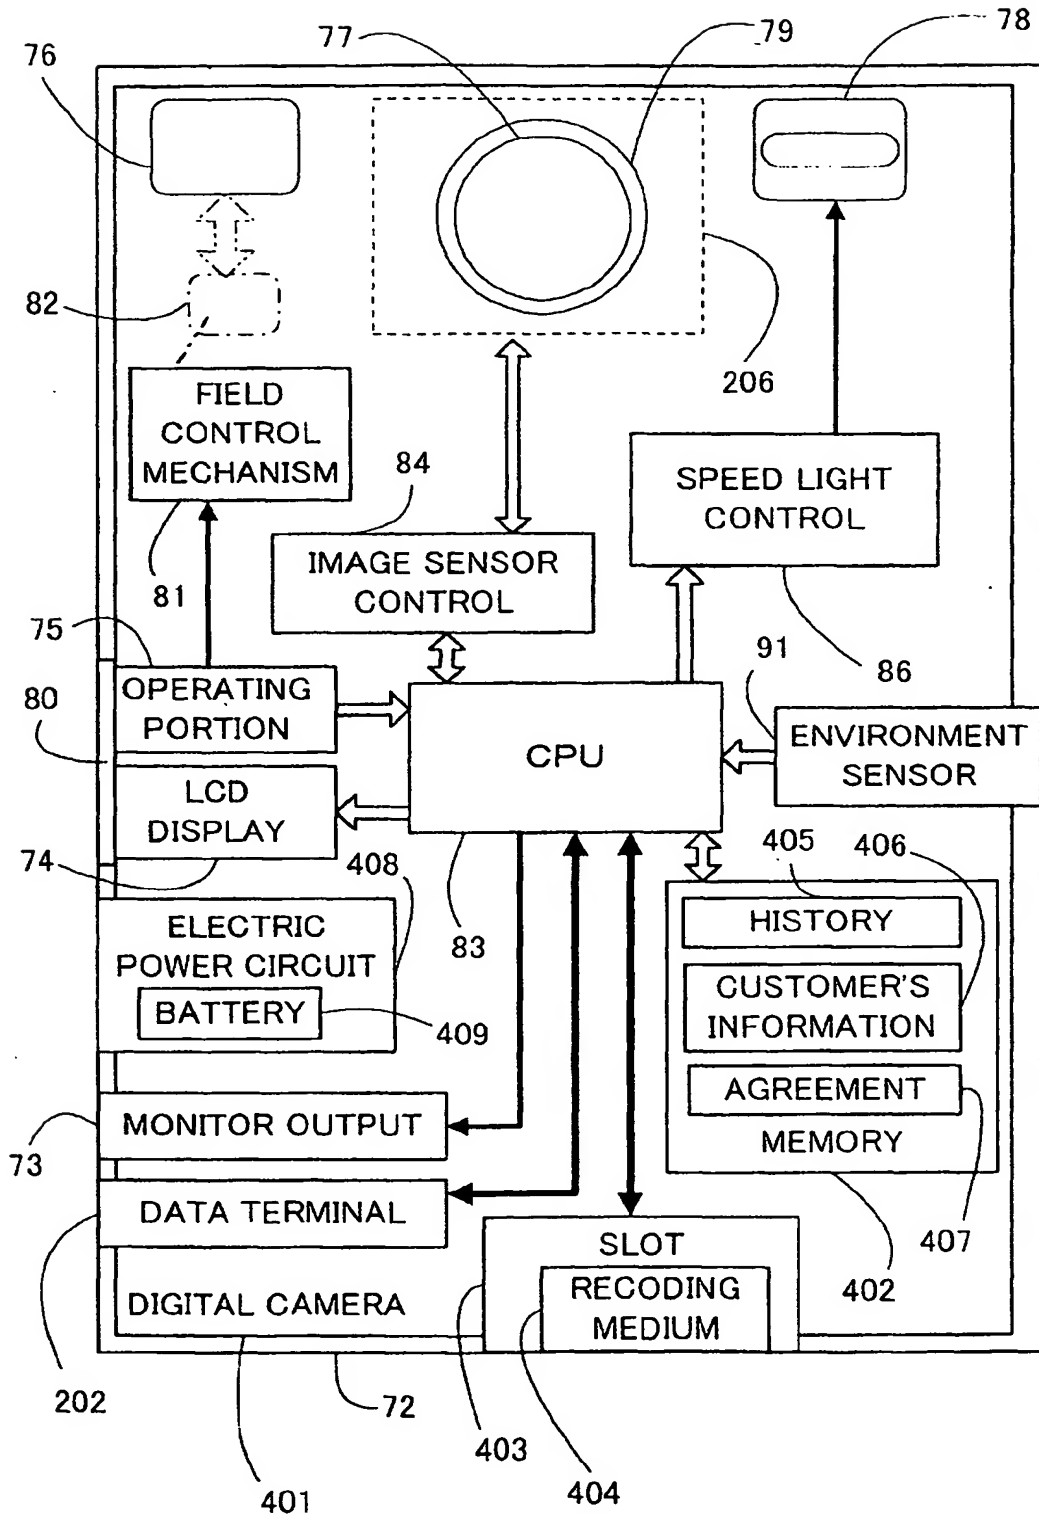 77
79
78
76
82
206
FIELD
CONTROL
MECHANISM
84
SPEED LIGHT
CONTROL
81
IMAGE SENSOR
CONTROL
75
91
86
80
OPERATING
PORTION
CPU
ENVIRONMENT
SENSOR
LCD
DISPLAY
74
408
83
405
406
HISTORY
ELECTRIC
POWER CIRCUIT
BATTERY
409
CUSTOMER'S
INFORMATION
AGREEMENT
MEMORY
407
402
73
MONITOR OUTPUT
DATA TERMINAL
SLOT
RECODING
MEDIUM
DIGITAL CAMERA
202
72
403
404
401